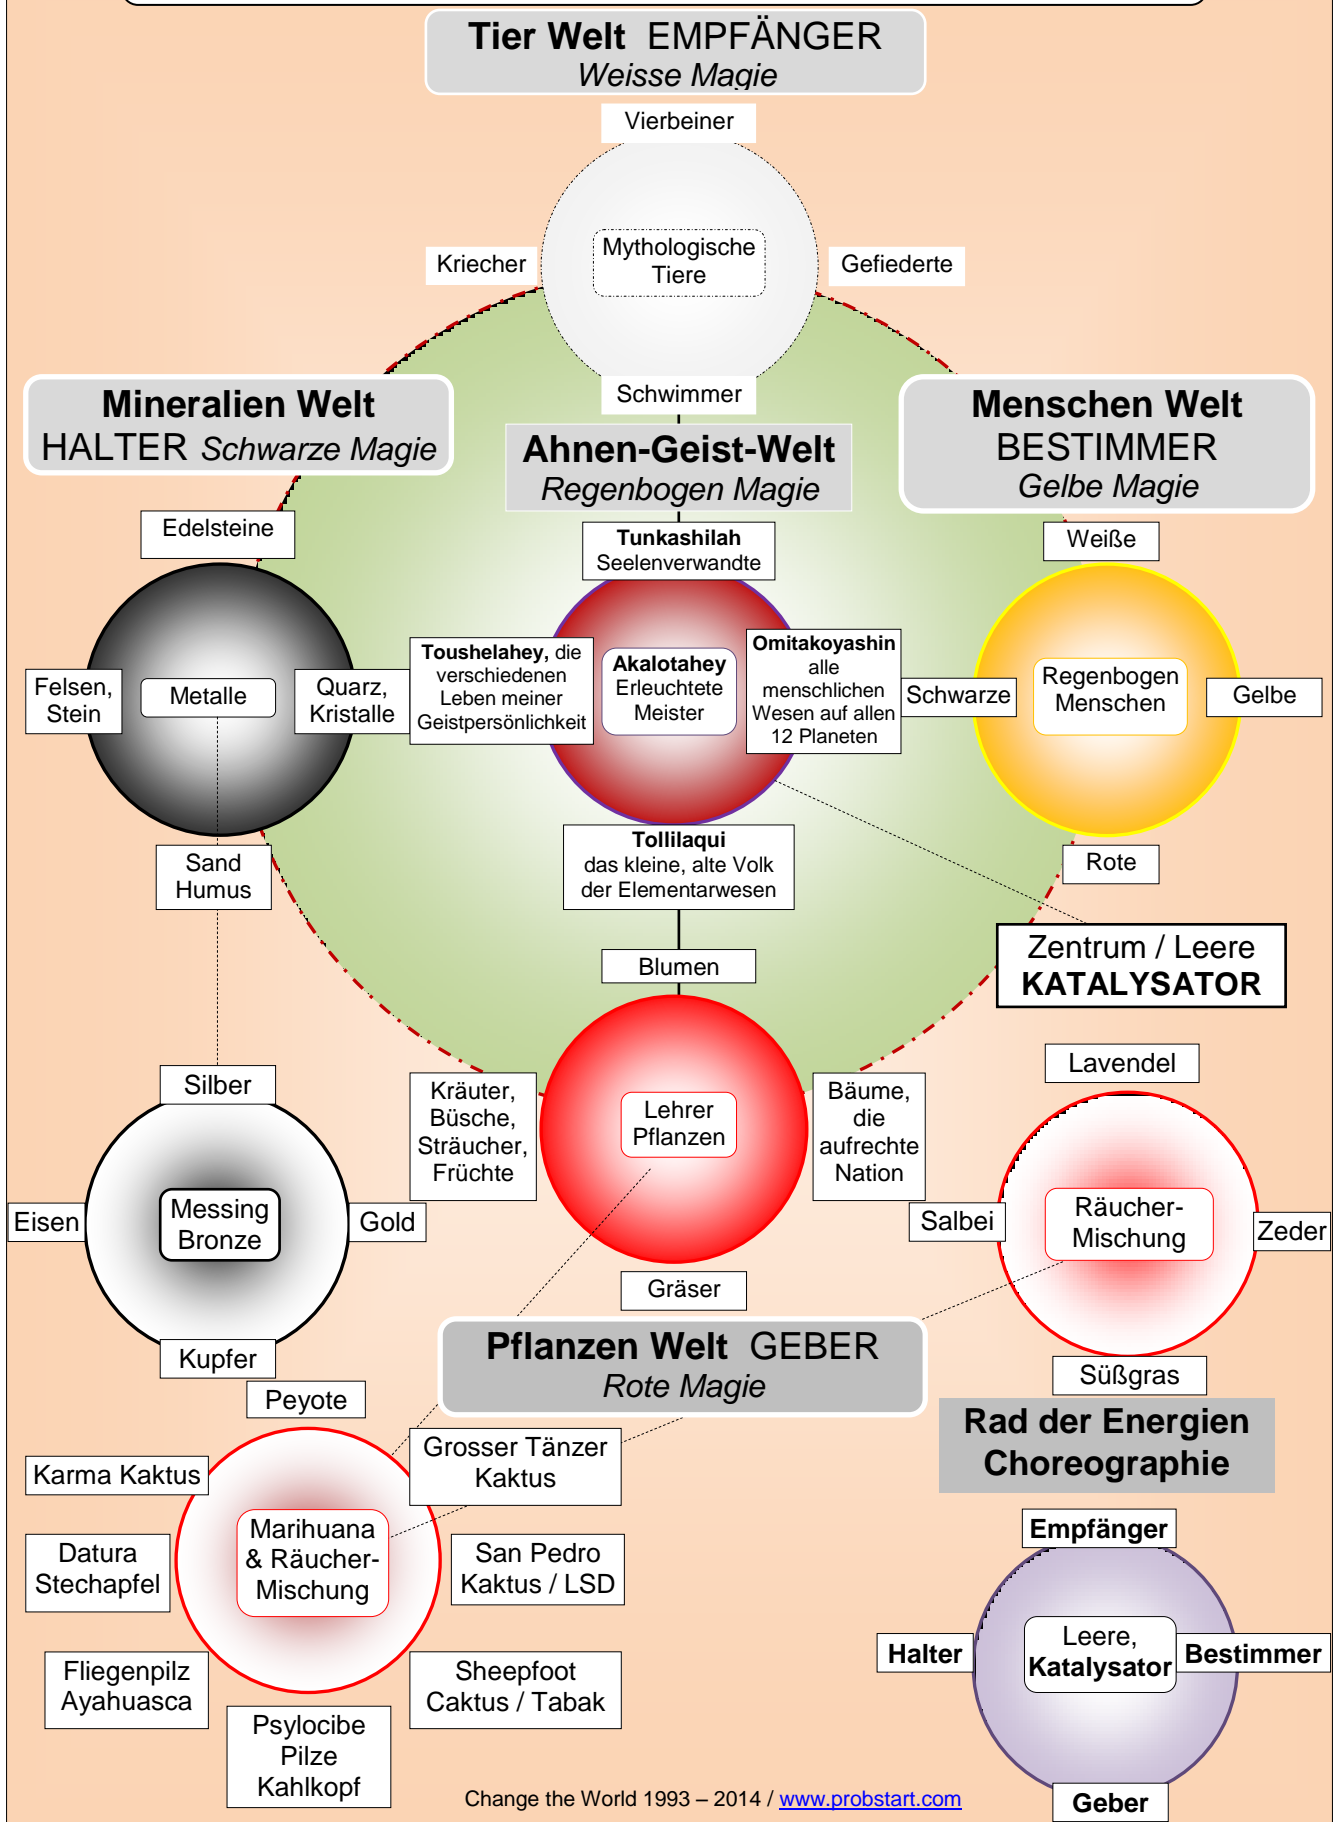 Tier Welt EMPFÄNGER
Weisse Magie
Vierbeiner
Kriecher
Mythologische
Tiere
Gefiederte
Schwimmer
Mineralien Welt
HALTER Schwarze Magie
Ahnen-Geist-Welt
Regenbogen Magie
Menschen Welt
BESTIMMER
Gelbe Magie
Edelsteine
Felsen,
Stein
Metalle
Quarz,
Kristalle
Sand
Humus
Tunkashilah
Seelenverwandte
Toushelahey, die
verschiedenen
Leben meiner
Geistpersönlichkeit
Akalotahey
Erleuchtete
Meister
Omitakoyashin
alle
menschlichen
Wesen auf allen
12 Planeten
Tollilaqui
das kleine, alte Volk
der Elementarwesen
Weiße
Schwarze
Regenbogen
Menschen
Gelbe
Rote
Zentrum / Leere
KATALYSATOR
Blumen
Kräuter,
Büsche,
Sträucher,
Früchte
Lehrer
Pflanzen
Bäume,
die
aufrechte
Nation
Gräser
Pflanzen Welt GEBER
Rote Magie
Silber
Eisen
Messing
Bronze
Gold
Kupfer
Lavendel
Salbei
Räucher-
Mischung
Zeder
Süßgras
Peyote
Karma Kaktus
Grosser Tänzer
Kaktus
Datura
Stechapfel
Marihuana
& Räucher-
Mischung
San Pedro
Kaktus / LSD
Fliegenpilz
Ayahuasca
Sheepfoot
Caktus / Tabak
Psylocibe
Pilze
Kahlkopf
Rad der Energien
Choreographie
Empfänger
Halter
Leere,
Katalysator
Bestimmer
Geber
Change the World 1993 – 2014 / www.probstart.com